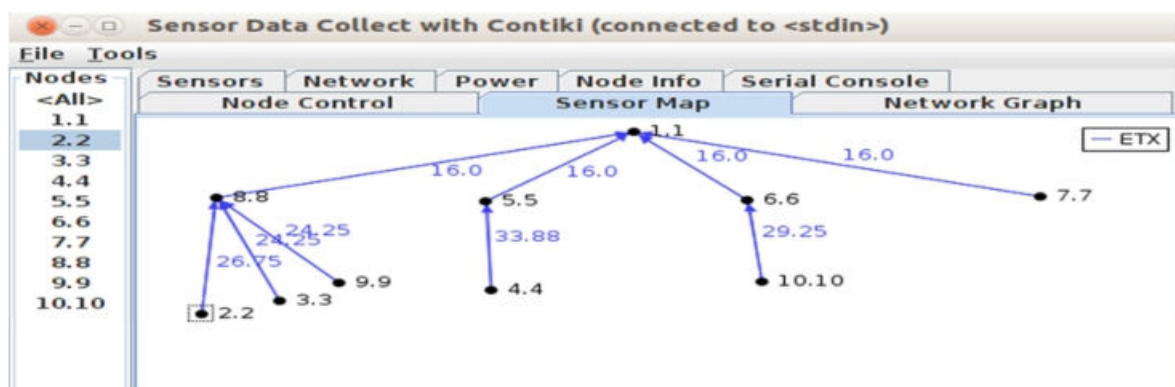 Sensor Data Collect with Contiki (connected to <stdin>)
File Tools
Nodes
<All>
1.1
2.2
3.3
4.4
5.5
6.6
7.7
8.8
9.9
10.10
Sensors Network Power Node Info Serial Console
Node Control Sensor Map Network Graph
ETX
1.1
16.0 16.0 16.0 16.0
8.8 5.5 6.6 7.7
24.25
24.25 33.88 29.25
26.75
9.9 4.4 10.10
3.3
2.2